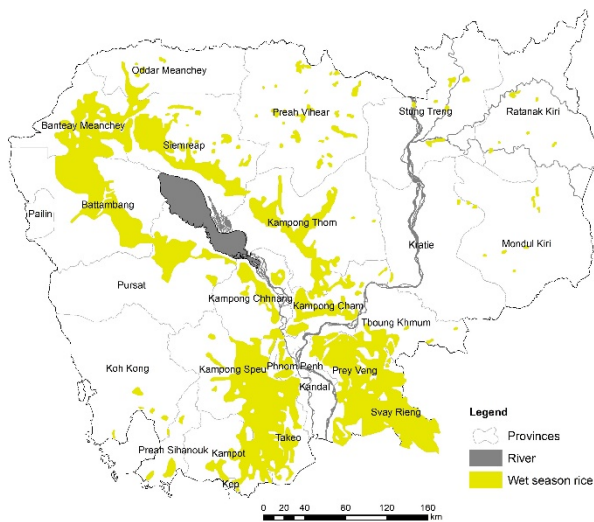 Oddar Meanchey
Preah Vihear
Stung Treng
Ratanak Kiri
Banteay Meanchey
Siemreap
Battambang
Pailin
Kampong Thom
Kratie
Mondul Kiri
Pursat
Kampong Chhnang
Kampong Cham
Tboung Khmum
Koh Kong
Kampong Speu
Phnom Penh
Prey Veng
Kandal
Svay Rieng
Takeo
Preah Sihanouk
Kampot
Kep
Legend
Provinces
River
Wet season rice
0 20 40 80 120 160
km